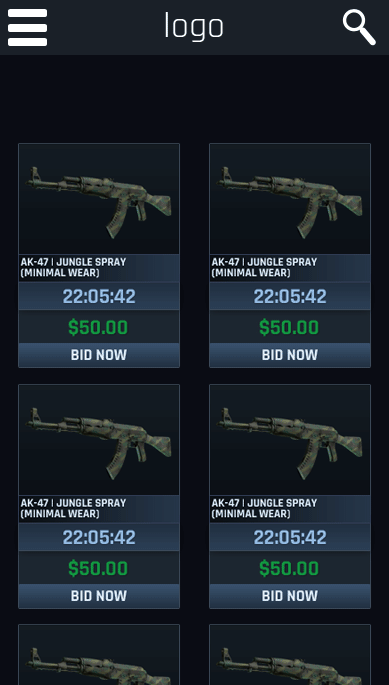 logo
AK-47 | JUNGLE SPRAY
(MINIMAL WEAR)
22:05:42
$50.00
BID NOW
AK-47 | JUNGLE SPRAY
(MINIMAL WEAR)
22:05:42
$50.00
BID NOW
AK-47 | JUNGLE SPRAY
(MINIMAL WEAR)
22:05:42
$50.00
BID NOW
AK-47 | JUNGLE SPRAY
(MINIMAL WEAR)
22:05:42
$50.00
BID NOW